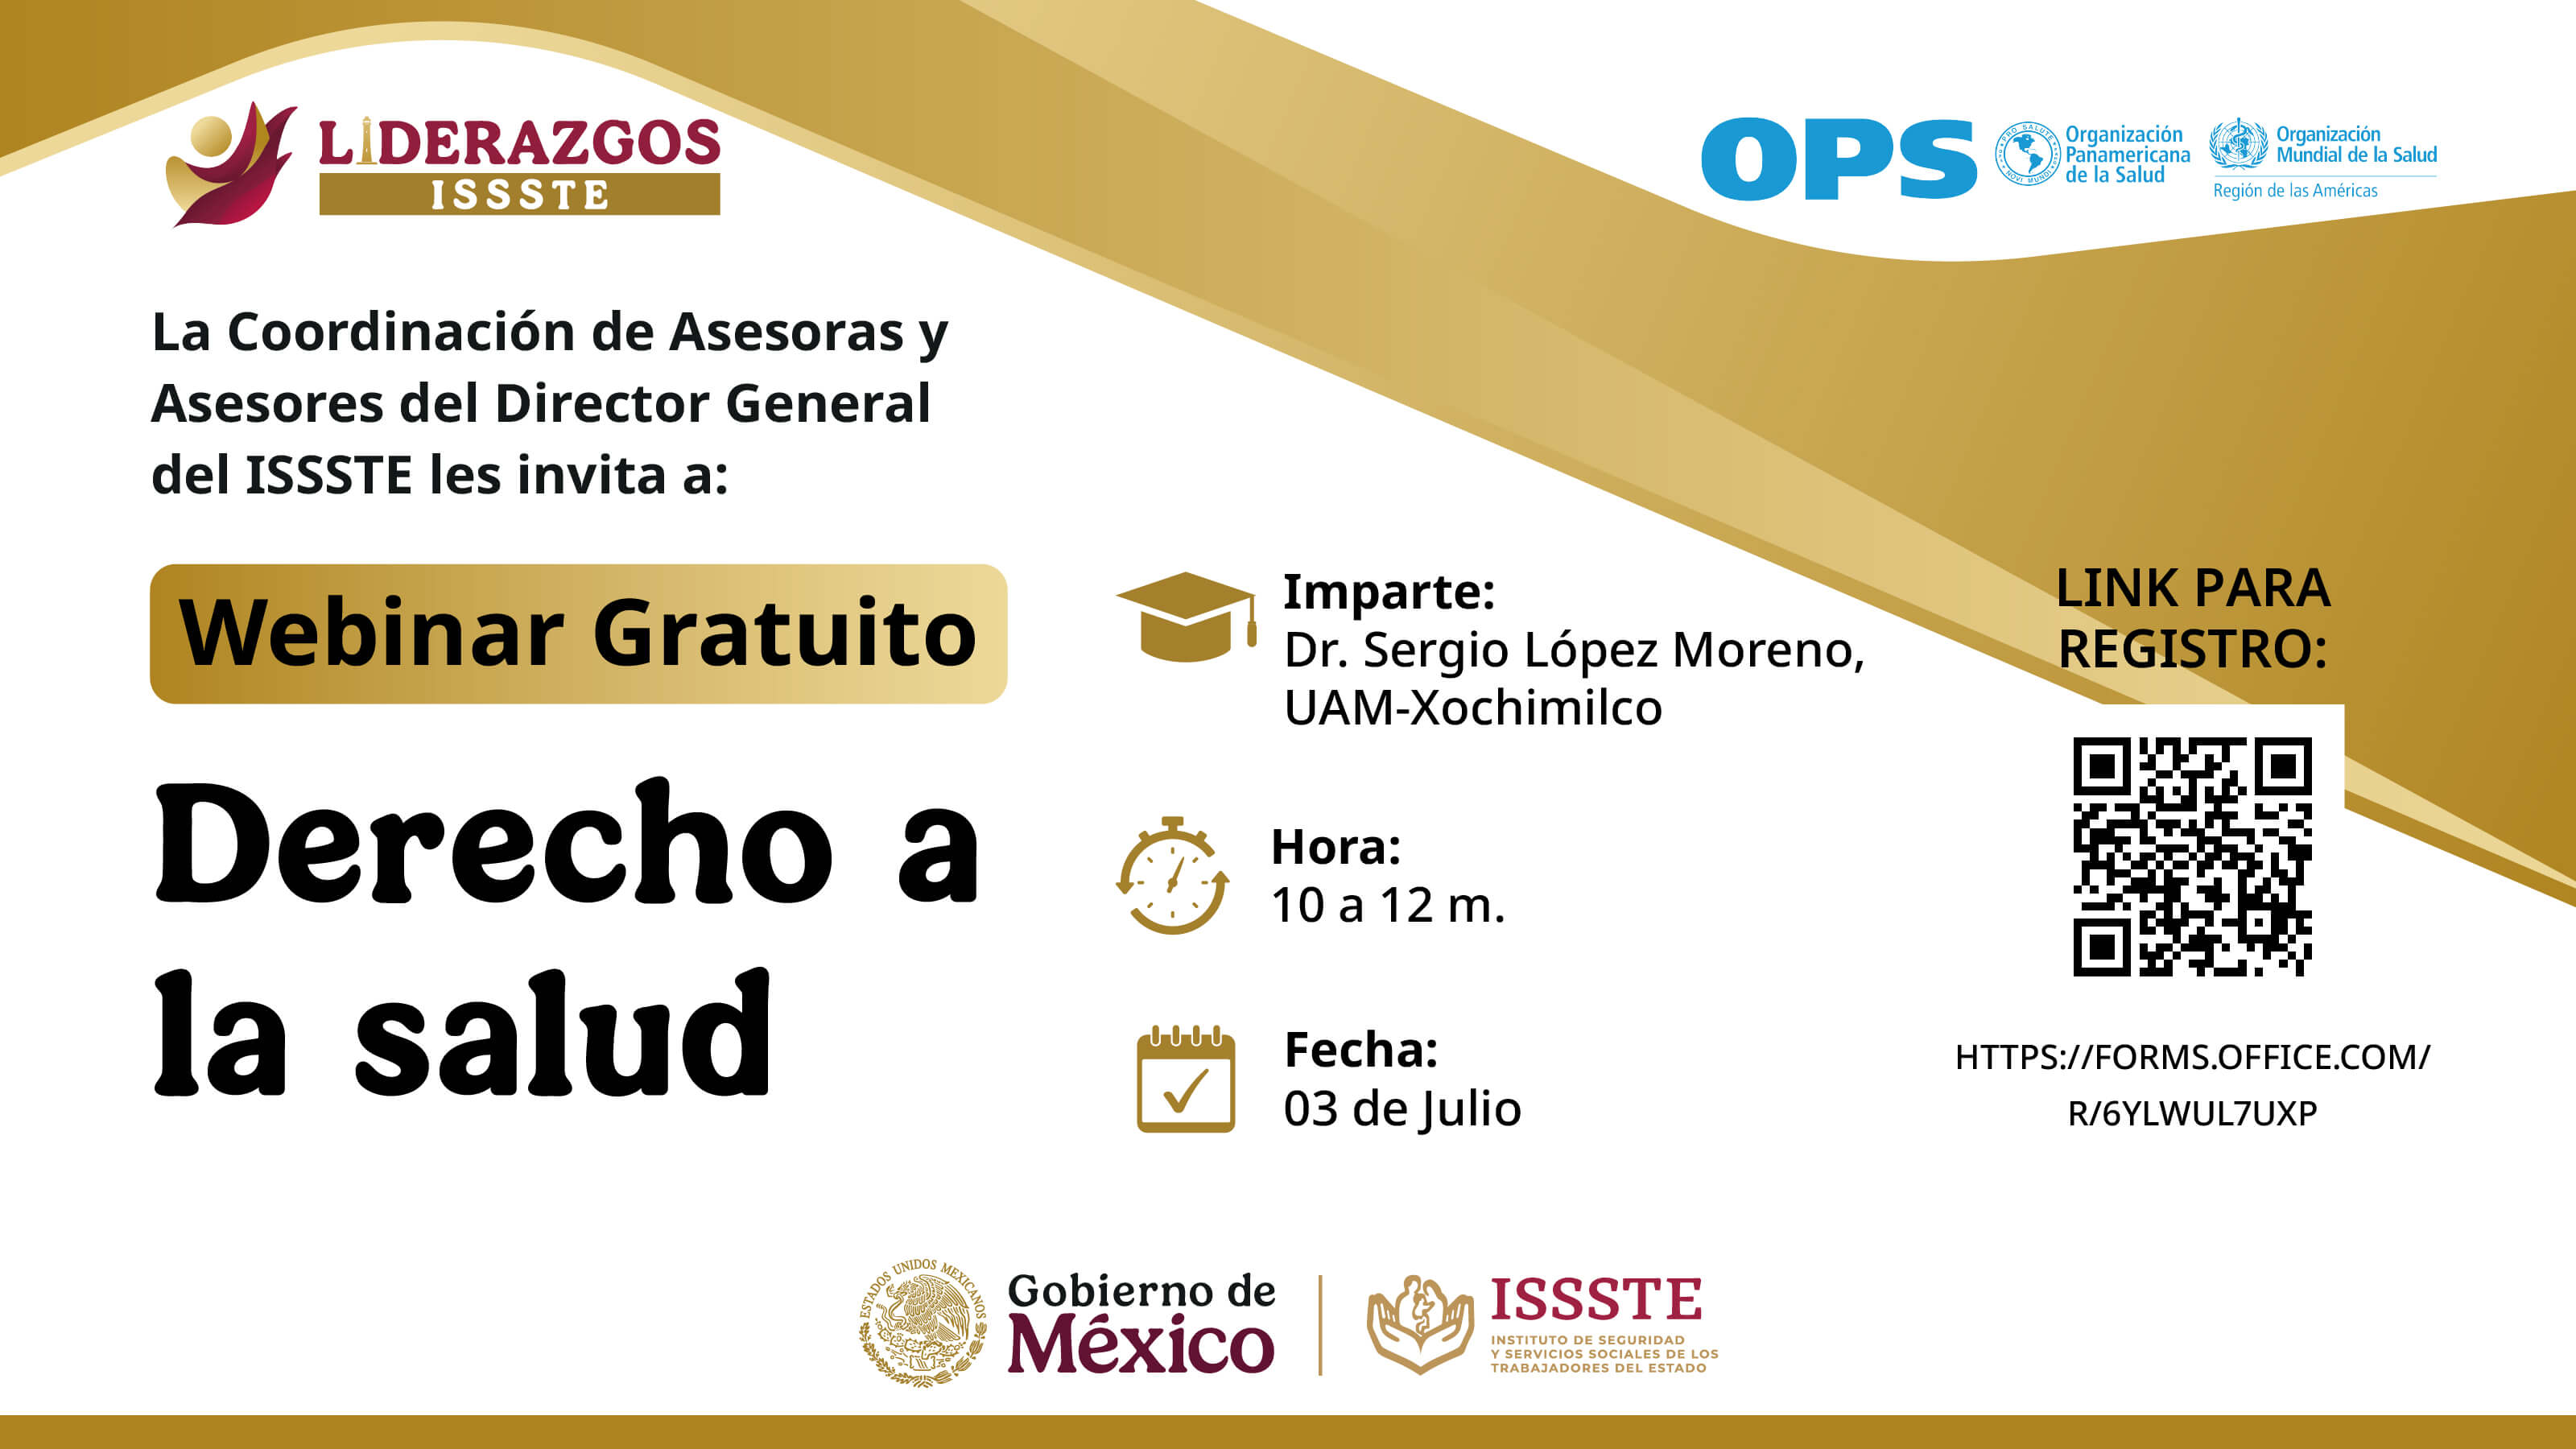 LIDERAZGOS
ISSSTE
OPS
Organización
Panamericana
de la Salud
Organización
Mundial de la Salud
Región de las Américas
La Coordinación de Asesoras y
Asesores del Director General
del ISSSTE les invita a:
Webinar Gratuito
Derecho a
la salud
Imparte:
Dr. Sergio López Moreno,
UAM-Xochimilco
Hora:
10 a 12 m.
Fecha:
03 de Julio
LINK PARA
REGISTRO:
HTTPS://FORMS.OFFICE.COM/
R/6YLWUL7UXP
ESTADOS UNIDOS MEXICANOS
Gobierno de
México
ISSSTE
INSTITUTO DE SEGURIDAD
Y SERVICIOS SOCIALES DE LOS
TRABAJADORES DEL ESTADO